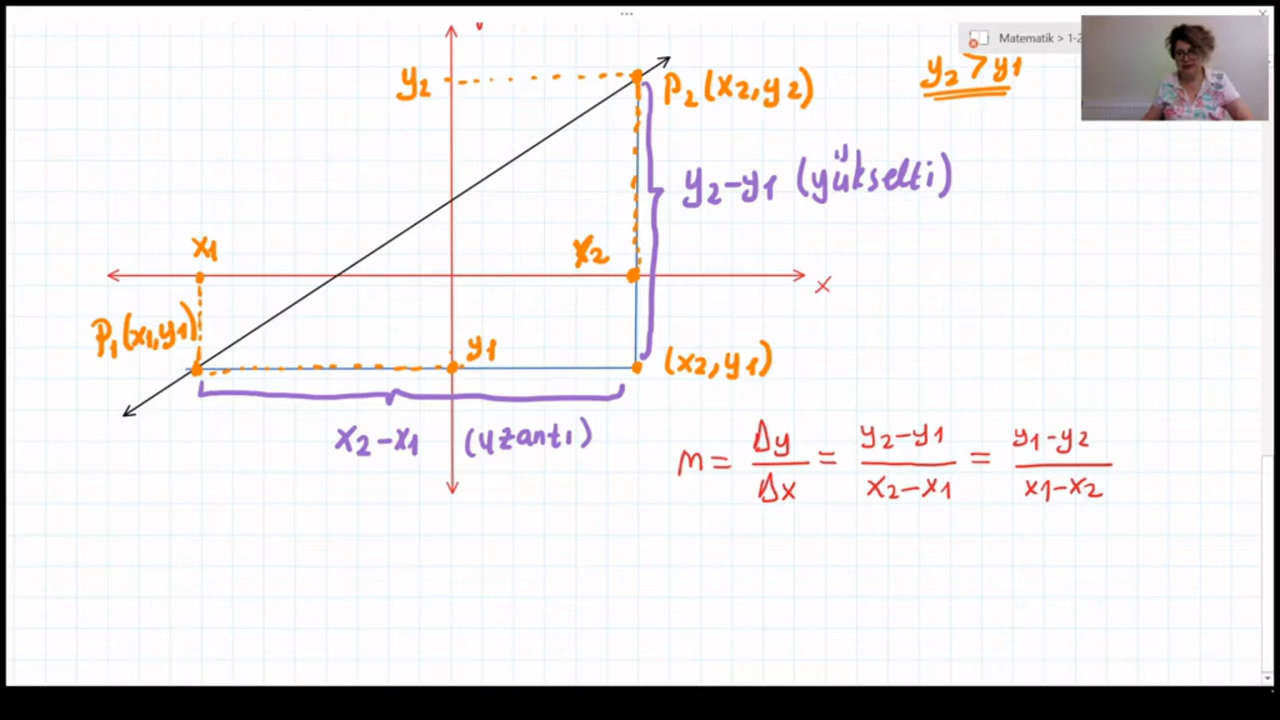 Matematik > 1-2
y2 > y1
y2
P2 (x2, y2)
y2-y1 (yükselti)
x1
x2
x
P1 (x1, y1)
y1
(x2, y1)
x2-x1 (uzantı)
m = Δy/Δx = y2-y1/x2-x1 = y1-y2/x1-x2